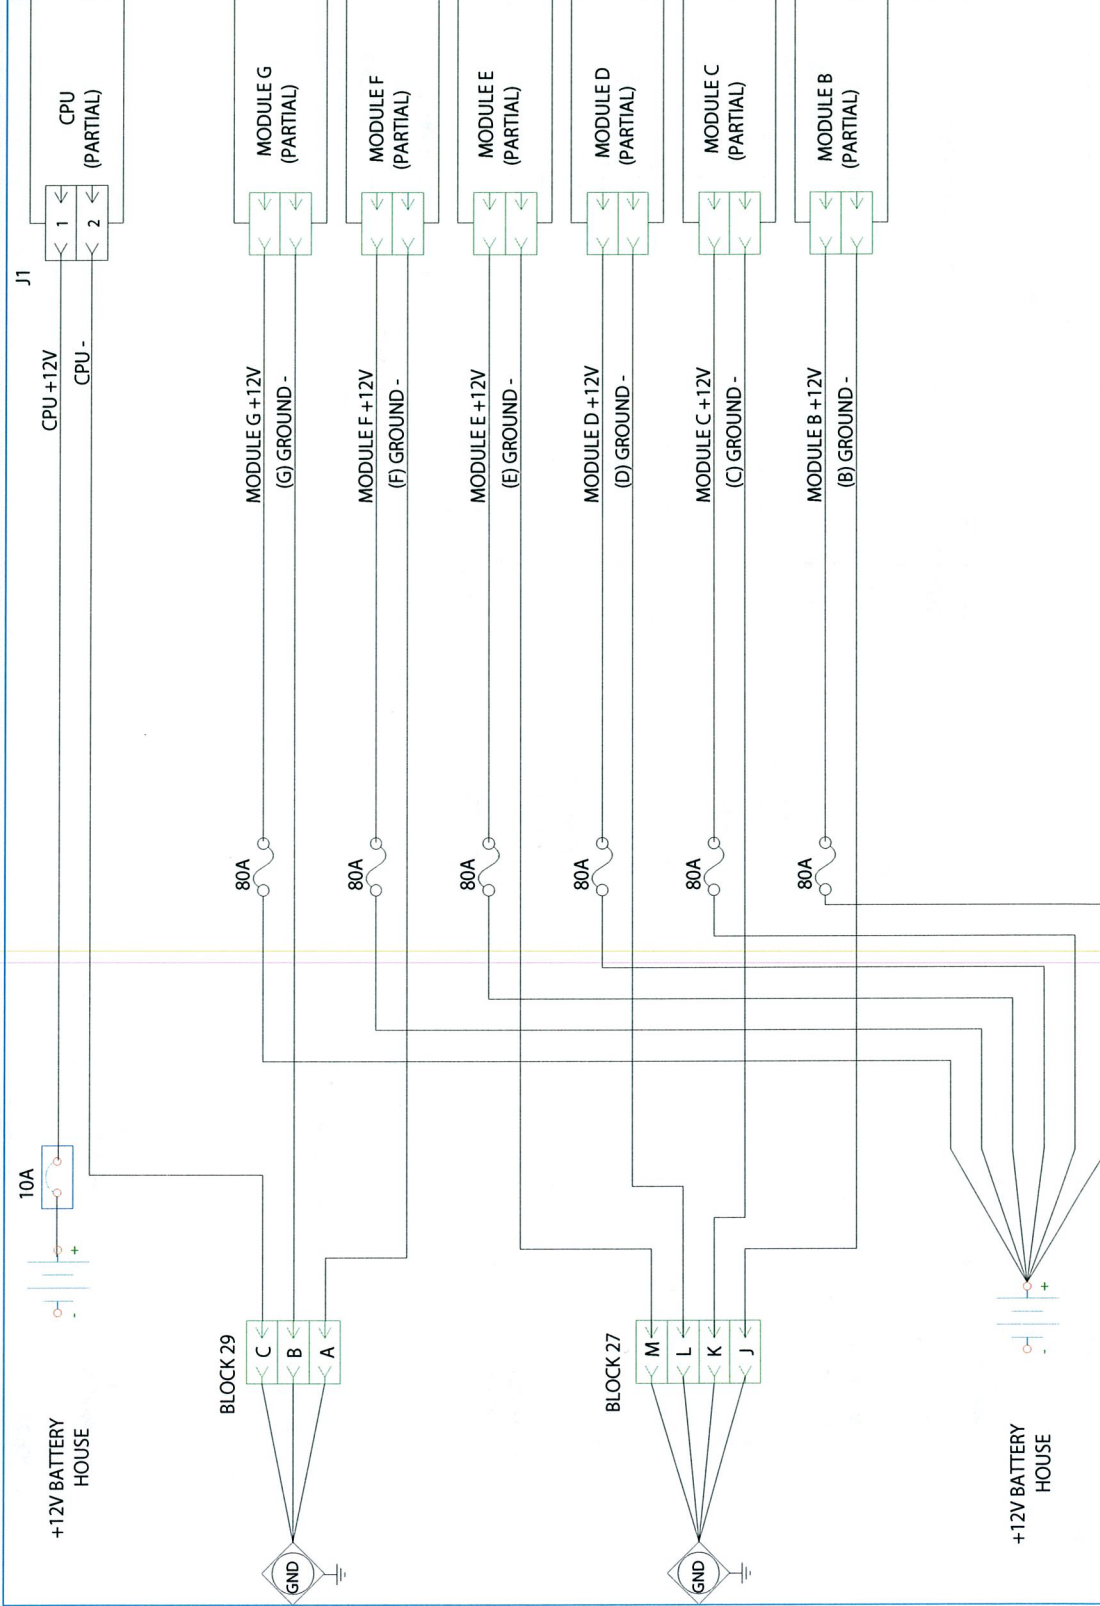 +12V BATTERY
HOUSE
-
+
10A
CPU +12V
CPU -
J1
1
2
CPU
(PARTIAL)
GND
BLOCK 29
C
B
A
80A
MODULE G +12V
(G) GROUND -
MODULE G
(PARTIAL)
80A
MODULE F +12V
(F) GROUND -
MODULE F
(PARTIAL)
80A
MODULE E +12V
(E) GROUND -
MODULE E
(PARTIAL)
GND
BLOCK 27
M
L
K
J
80A
MODULE D +12V
(D) GROUND -
MODULE D
(PARTIAL)
80A
MODULE C +12V
(C) GROUND -
MODULE C
(PARTIAL)
80A
MODULE B +12V
(B) GROUND -
MODULE B
(PARTIAL)
+12V BATTERY
HOUSE
-
+